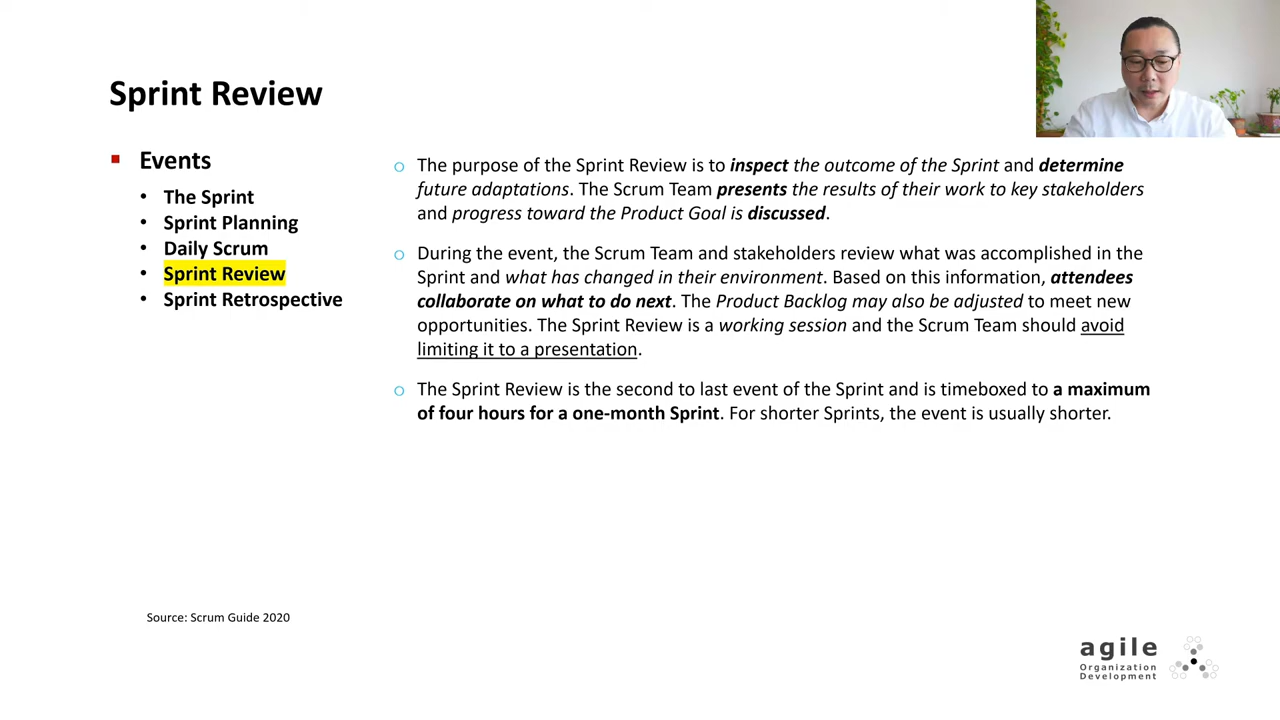 Sprint Review
Events
The Sprint
Sprint Planning
Daily Scrum
Sprint Review
Sprint Retrospective
The purpose of the Sprint Review is to inspect the outcome of the Sprint and determine
future adaptations. The Scrum Team presents the results of their work to key stakeholders
and progress toward the Product Goal is discussed.
During the event, the Scrum Team and stakeholders review what was accomplished in the
Sprint and what has changed in their environment. Based on this information, attendees
collaborate on what to do next. The Product Backlog may also be adjusted to meet new
opportunities. The Sprint Review is a working session and the Scrum Team should avoid
limiting it to a presentation.
The Sprint Review is the second to last event of the Sprint and is timeboxed to a maximum
of four hours for a one-month Sprint. For shorter Sprints, the event is usually shorter.
Source: Scrum Guide 2020
agile
Organization
Development